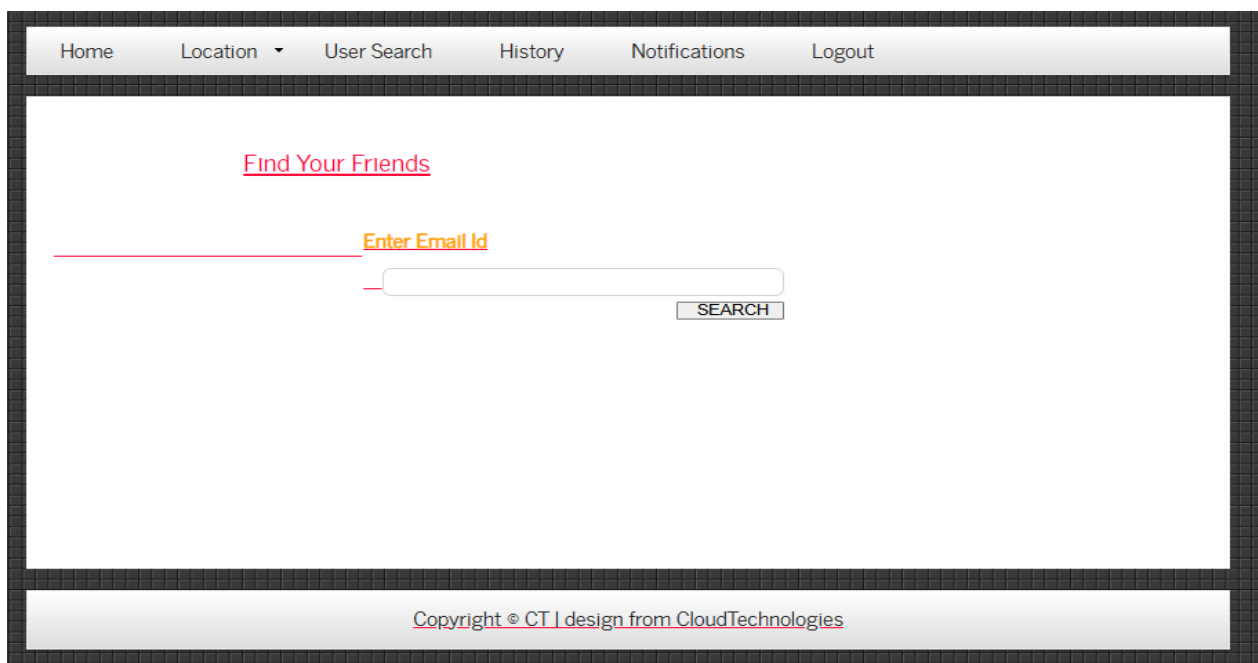 Home Location User Search History Notifications Logout
Find Your Friends
Enter Email Id
SEARCH
Copyright © CT | design from CloudTechnologies